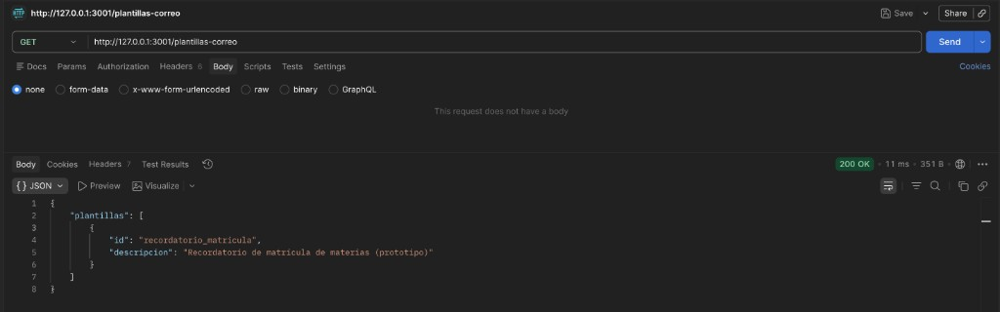 HTTP http://127.0.0.1:3001/plantillas-correo Save Share
GET http://127.0.0.1:3001/plantillas-correo Send
Docs Params Authorization Headers 6 Body Scripts Tests Settings Cookies
none form-data x-www-form-urlencoded raw binary GraphQL
This request does not have a body
Body Cookies Headers 7 Test Results 200 OK • 11 ms • 351 B
{} JSON Preview Visualize
1 {
2 "plantillas": [
3 {
4 "id": "recordatorio_matricula",
5 "descripcion": "Recordatorio de matricula de materias (prototipo)"
6 }
7 ]
8 }